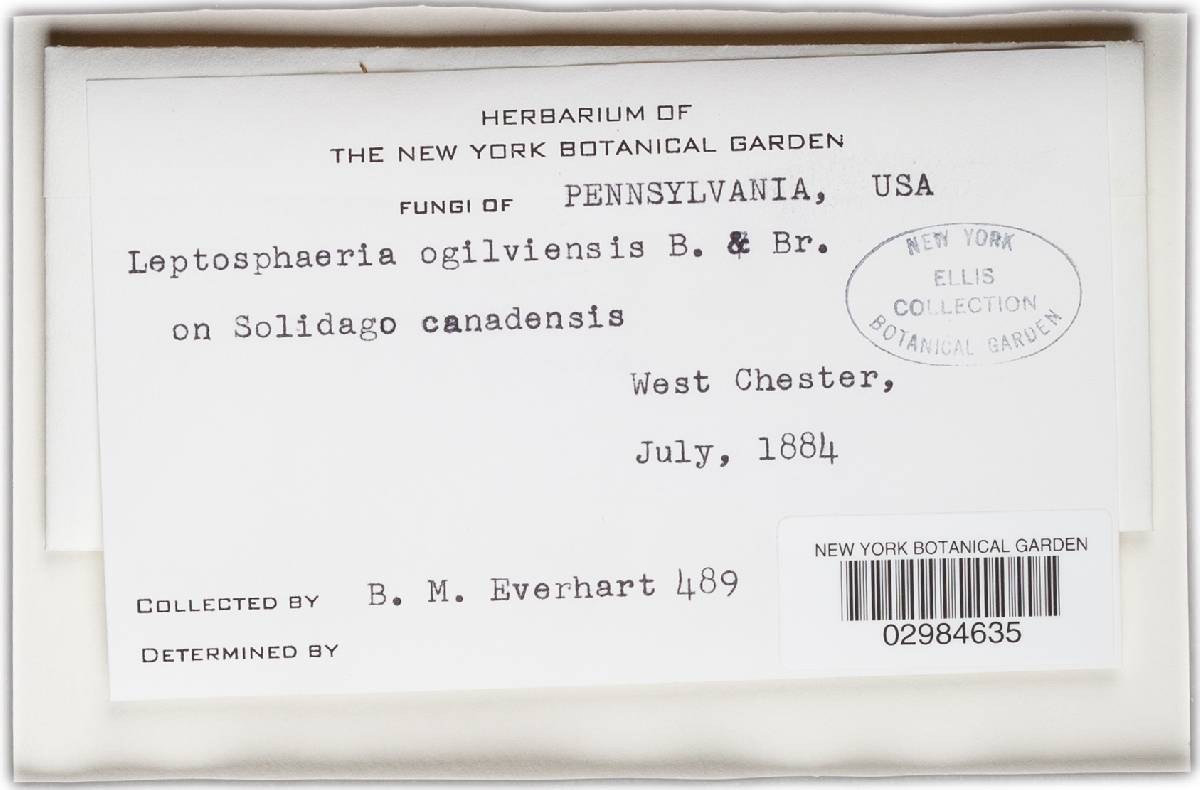 HERBARIUM OF
THE NEW YORK BOTANICAL GARDEN
FUNGI OF PENNSYLVANIA, USA
Leptosphaeria ogilviensis B. & Br.
on Solidago canadensis
NEW YORK
ELLIS
COLLECTION
BOTANICAL GARDEN
West Chester,
July, 1884
COLLECTED BY B. M. Everhart 489
DETERMINED BY
NEW YORK BOTANICAL GARDEN
02984635